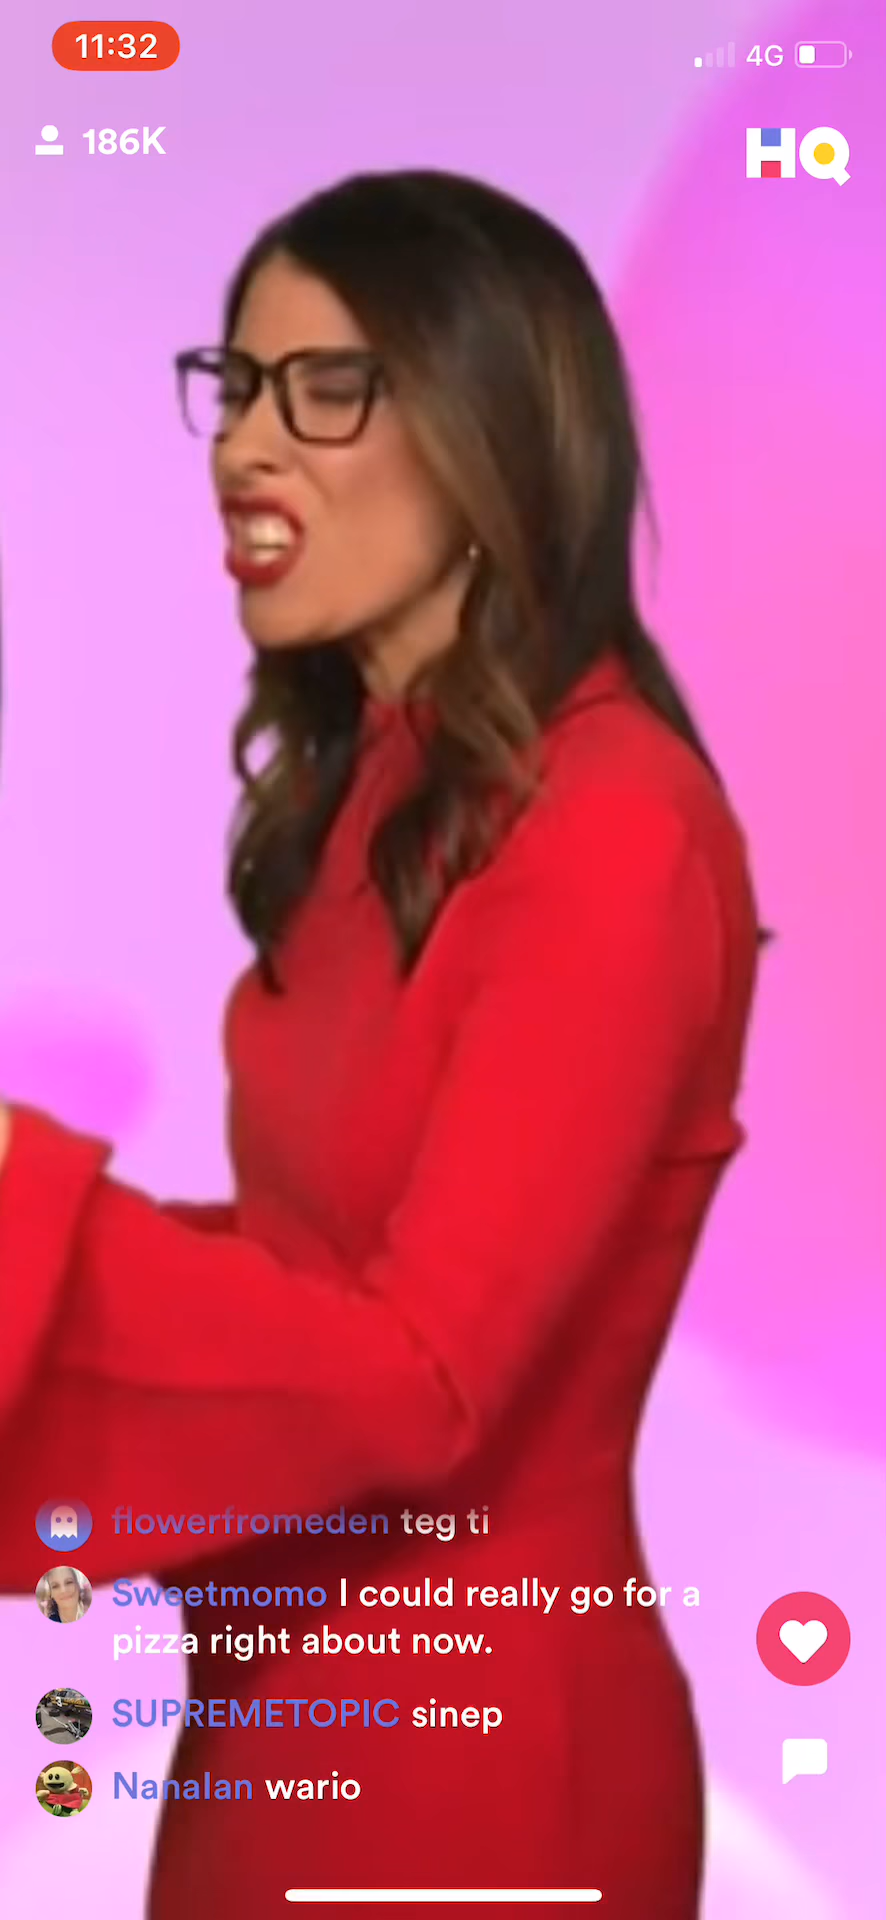 11:32
4G
186K
HQ
flowerfromeden teg ti
Sweetmomo I could really go for a
pizza right about now.
SUPREMETOPIC sinep
Nanalan wario